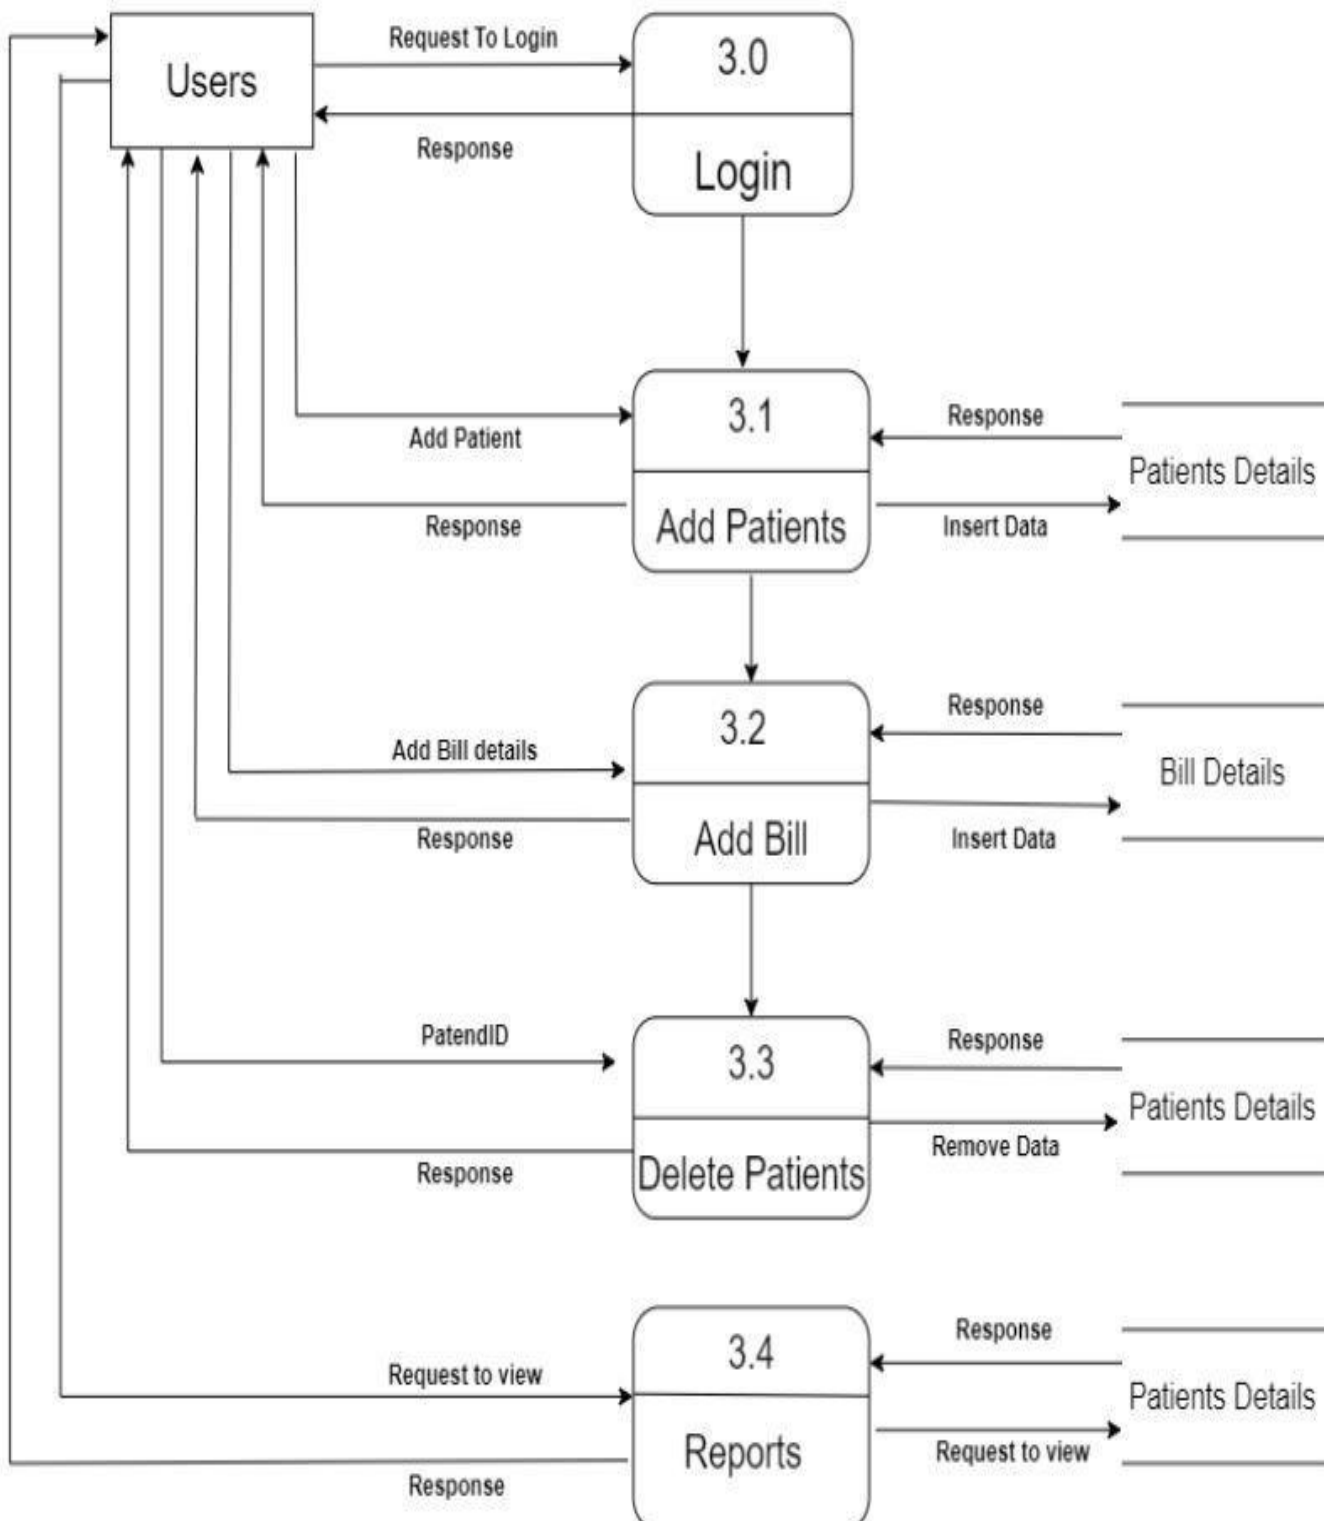 Users
Request To Login
Response
3.0
Login
Add Patient
Response
3.1
Add Patients
Response
Insert Data
Patients Details
Add Bill details
Response
3.2
Add Bill
Response
Insert Data
Bill Details
PatendID
Response
3.3
Delete Patients
Response
Remove Data
Patients Details
Request to view
Response
3.4
Reports
Response
Request to view
Patients Details